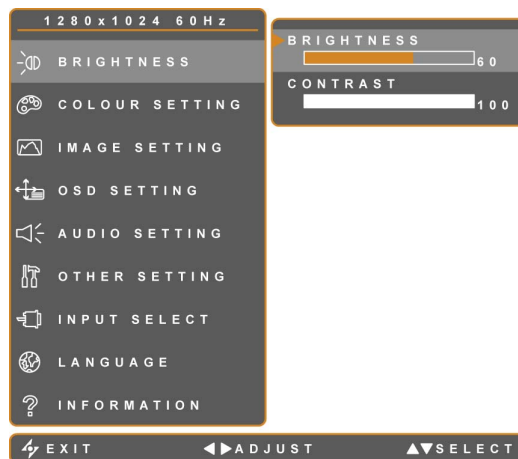 1280x1024 60Hz
BRIGHTNESS
COLOUR SETTING
IMAGE SETTING
OSD SETTING
AUDIO SETTING
OTHER SETTING
INPUT SELECT
LANGUAGE
INFORMATION
BRIGHTNESS
60
CONTRAST
100
EXIT ADJUST SELECT